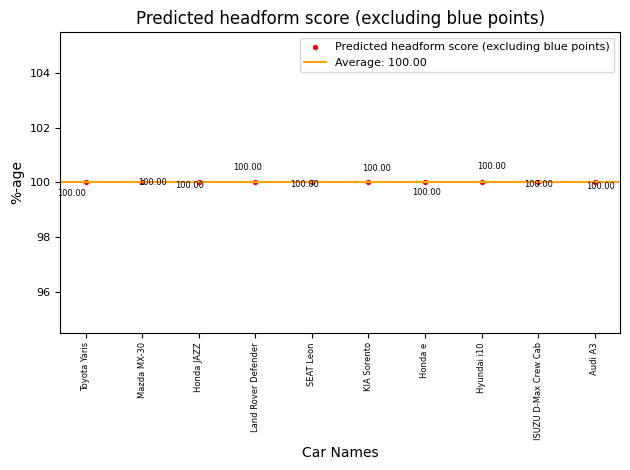 Predicted headform score (excluding blue points)
Predicted headform score (excluding blue points)
Average: 100.00
104
102
100
98
96
%-age
100.00
100.00
100.00
100.00
100.00
100.00
100.00
100.00
100.00
100.00
Toyota Yaris
Mazda MX-30
Honda JAZZ
Land Rover Defender
SEAT Leon
KIA Sorento
Honda e
Hyundai i10
ISUZU D-Max Crew Cab
Audi A3
Car Names